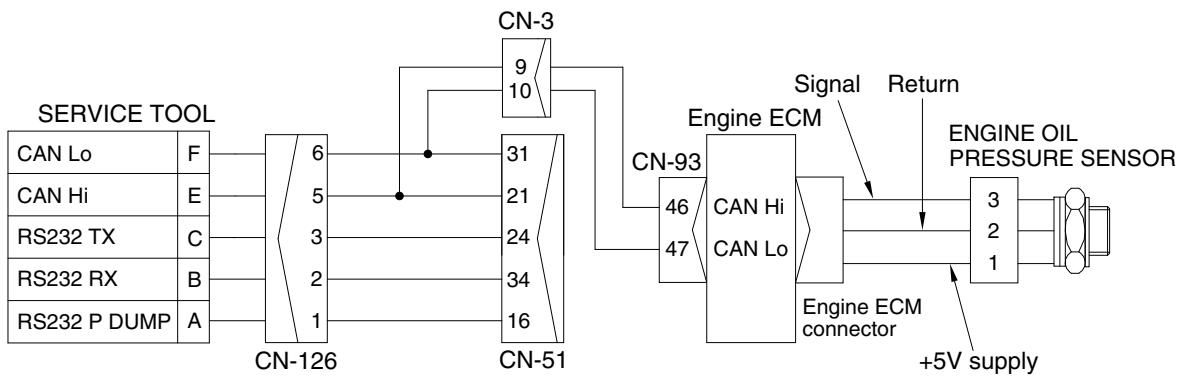 CN-3
9
10
SERVICE TOOL
CAN Lo F
CAN Hi E
RS232 TX C
RS232 RX B
RS232 P DUMP A
6
5
3
2
1
CN-126
31
21
24
34
16
CN-51
CN-93
46
47
Engine ECM
CAN Hi
CAN Lo
Signal
Return
Engine ECM
connector
+5V supply
ENGINE OIL
PRESSURE SENSOR
3
2
1